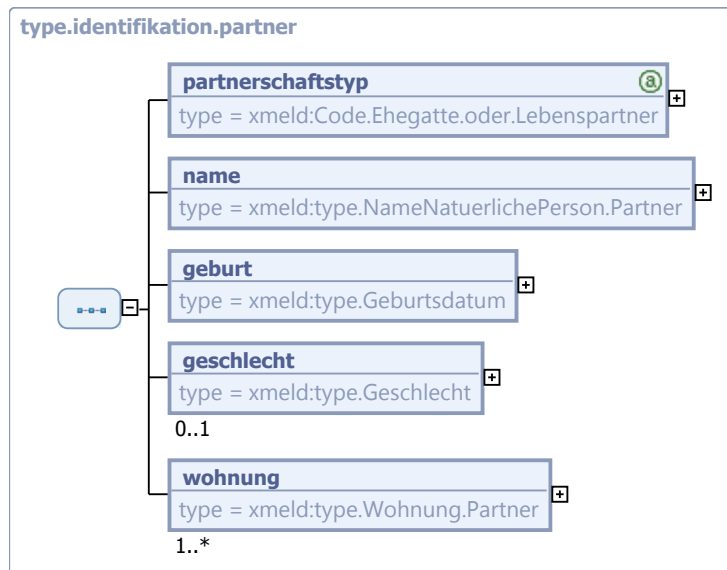 type.identifikation.partner
partnerschaftstyp a
type = xmeld:Code.Ehegatte.oder.Lebenspartner
name
type = xmeld:type.NameNatuerlichePerson.Partner
geburt
type = xmeld:type.Geburtsdatum
geschlecht
type = xmeld:type.Geschlecht
0..1
wohnung
type = xmeld:type.Wohnung.Partner
1..*